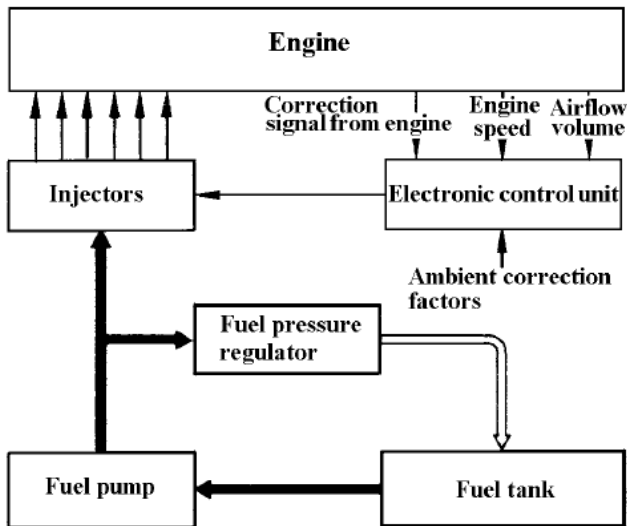 Engine
Correction
signal from engine
Engine
speed
Airflow
volume
Injectors
Electronic control unit
Ambient correction
factors
Fuel pressure
regulator
Fuel pump
Fuel tank